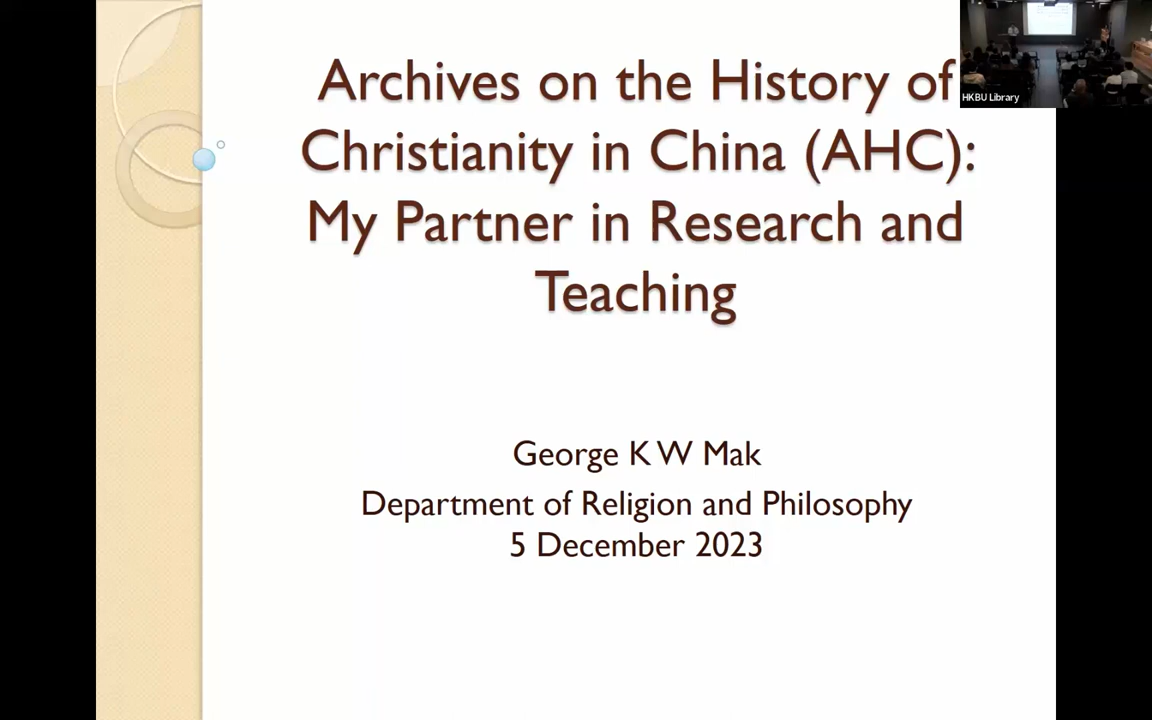 Archives on the History of
Christianity in China (AHC):
My Partner in Research and
Teaching
George K W Mak
Department of Religion and Philosophy
5 December 2023
HKBU Library